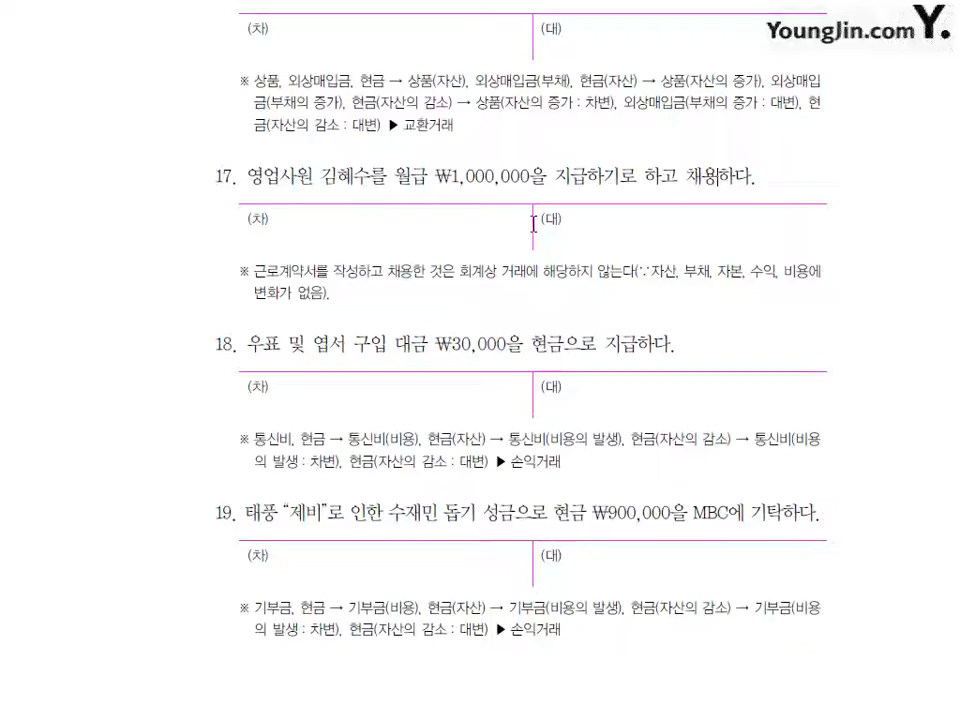 YoungJin.com Y.
(차) (대)
※ 상품, 외상매입금, 현금 → 상품(자산), 외상매입금(부채), 현금(자산) → 상품(자산의 증가), 외상매입
금(부채의 증가), 현금(자산의 감소) → 상품(자산의 증가 : 차변), 외상매입금(부채의 증가 : 대변), 현
금(자산의 감소 : 대변) ▶ 교환거래
17. 영업사원 김혜수를 월급 ₩1,000,000을 지급하기로 하고 채용하다.
(차) (대)
※ 근로계약서를 작성하고 채용한 것은 회계상 거래에 해당하지 않는다(∵자산, 부채, 자본, 수익, 비용에
변화가 없음).
18. 우표 및 엽서 구입 대금 ₩30,000을 현금으로 지급하다.
(차) (대)
※ 통신비, 현금 → 통신비(비용), 현금(자산) → 통신비(비용의 발생), 현금(자산의 감소) → 통신비(비용
의 발생 : 차변), 현금(자산의 감소 : 대변) ▶ 손익거래
19. 태풍 “제비”로 인한 수재민 돕기 성금으로 현금 ₩900,000을 MBC에 기탁하다.
(차) (대)
※ 기부금, 현금 → 기부금(비용), 현금(자산) → 기부금(비용의 발생), 현금(자산의 감소) → 기부금(비용
의 발생 : 차변), 현금(자산의 감소 : 대변) ▶ 손익거래